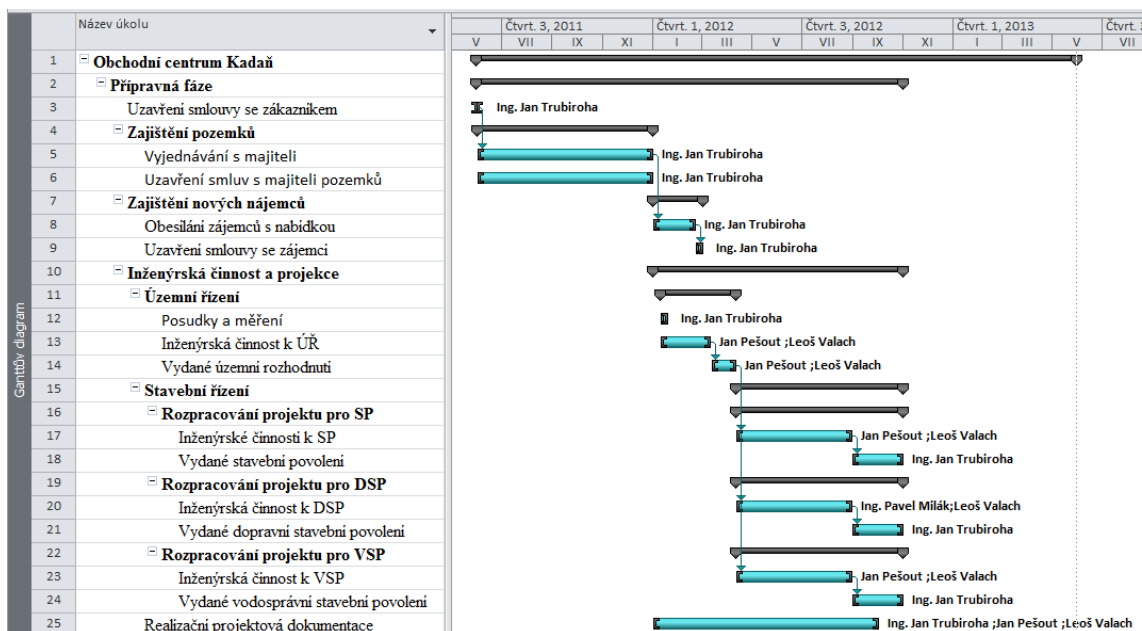 Název úkolu
Čtvrt. 3, 2011 Čtvrt. 1, 2012 Čtvrt. 3, 2012 Čtvrt. 1, 2013 Čtvrt. 3
V VII IX XI I III V VII IX XI I III V VII
Ganttův diagram
1 Obchodní centrum Kadaň
2 Přípravná fáze
3 Uzavření smlouvy se zákazníkem Ing. Jan Trubiroha
4 Zajištění pozemků
5 Vyjednávání s majiteli Ing. Jan Trubiroha
6 Uzavření smluv s majiteli pozemků Ing. Jan Trubiroha
7 Zajištění nových nájemců
8 Obesílání zájemců s nabídkou Ing. Jan Trubiroha
9 Uzavření smlouvy se zájemci Ing. Jan Trubiroha
10 Inženýrská činnost a projekce
11 Územní řízení
12 Posudky a měření Ing. Jan Trubiroha
13 Inženýrská činnost k ÚŘ Jan Pešout ;Leoš Valach
14 Vydané územní rozhodnutí Jan Pešout ;Leoš Valach
15 Stavební řízení
16 Rozpracování projektu pro SP
17 Inženýrské činnosti k SP Jan Pešout ;Leoš Valach
18 Vydané stavební povolení Ing. Jan Trubiroha
19 Rozpracování projektu pro DSP
20 Inženýrská činnost k DSP Ing. Pavel Milák;Leoš Valach
21 Vydané dopravní stavební povolení Ing. Jan Trubiroha
22 Rozpracování projektu pro VSP
23 Inženýrská činnost k VSP Jan Pešout ;Leoš Valach
24 Vydané vodosprávní stavební povolení Ing. Jan Trubiroha
25 Realizační projektová dokumentace Ing. Jan Trubiroha ;Jan Pešout ;Leoš Valach